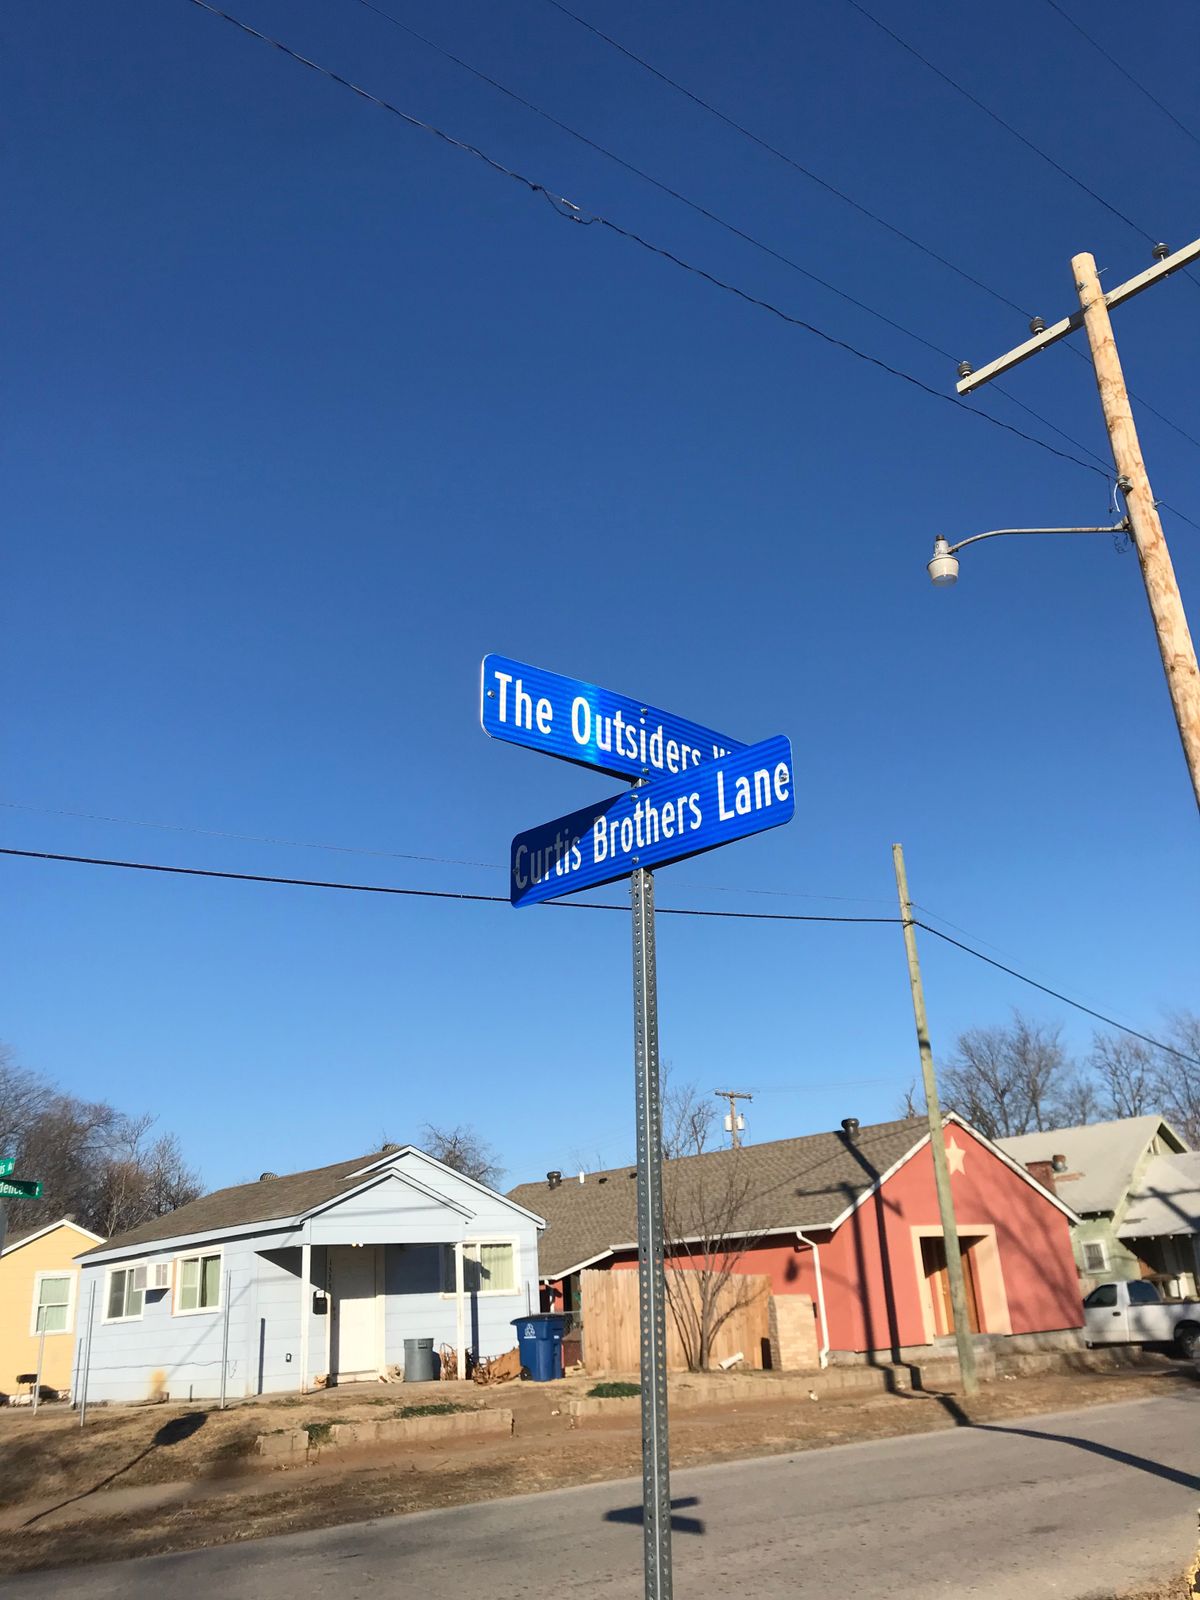 The Outsiders W
Curtis Brothers Lane